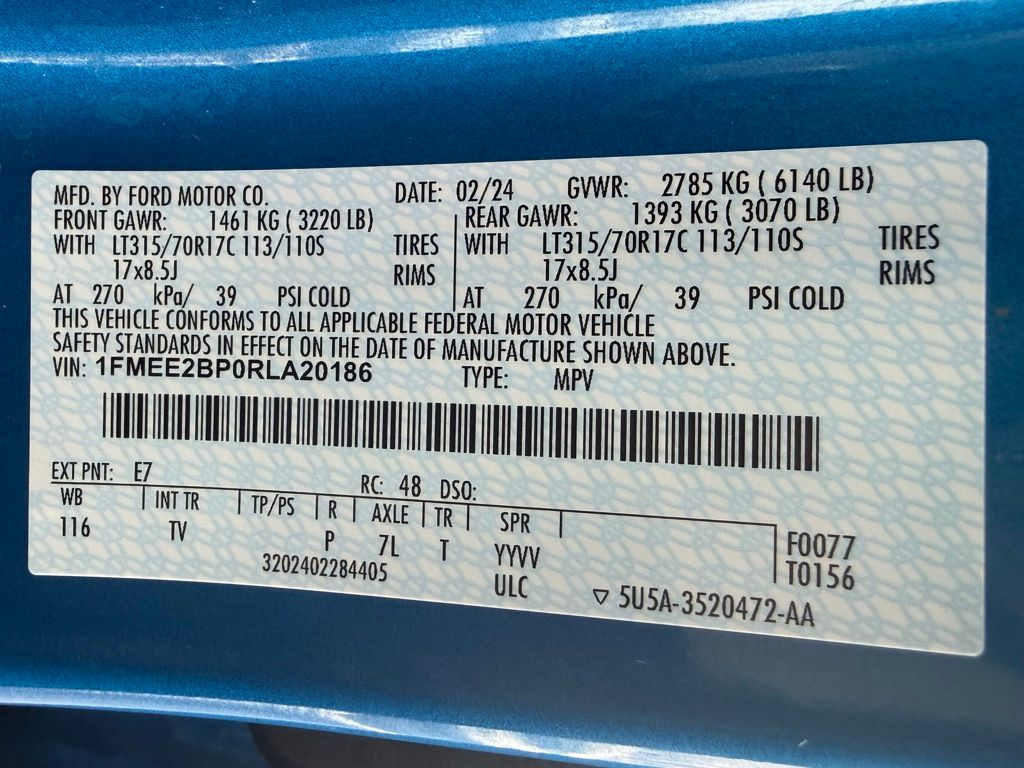 MFD. BY FORD MOTOR CO. DATE: 02/24 GVWR: 2785 KG ( 6140 LB)
FRONT GAWR: 1461 KG ( 3220 LB) REAR GAWR: 1393 KG ( 3070 LB)
WITH LT315/70R17C 113/110S TIRES WITH LT315/70R17C 113/110S TIRES
17x8.5J RIMS 17x8.5J RIMS
AT 270 kPa/ 39 PSI COLD AT 270 kPa/ 39 PSI COLD
THIS VEHICLE CONFORMS TO ALL APPLICABLE FEDERAL MOTOR VEHICLE
SAFETY STANDARDS IN EFFECT ON THE DATE OF MANUFACTURE SHOWN ABOVE.
VIN: 1FMEE2BP0RLA20186 TYPE: MPV
EXT PNT: E7 RC: 48 DSO:
WB INT TR TP/PS R AXLE TR SPR
116 TV P 7L T YYVV F0077
3202402284405 ULC T0156
▽ 5U5A-3520472-AA